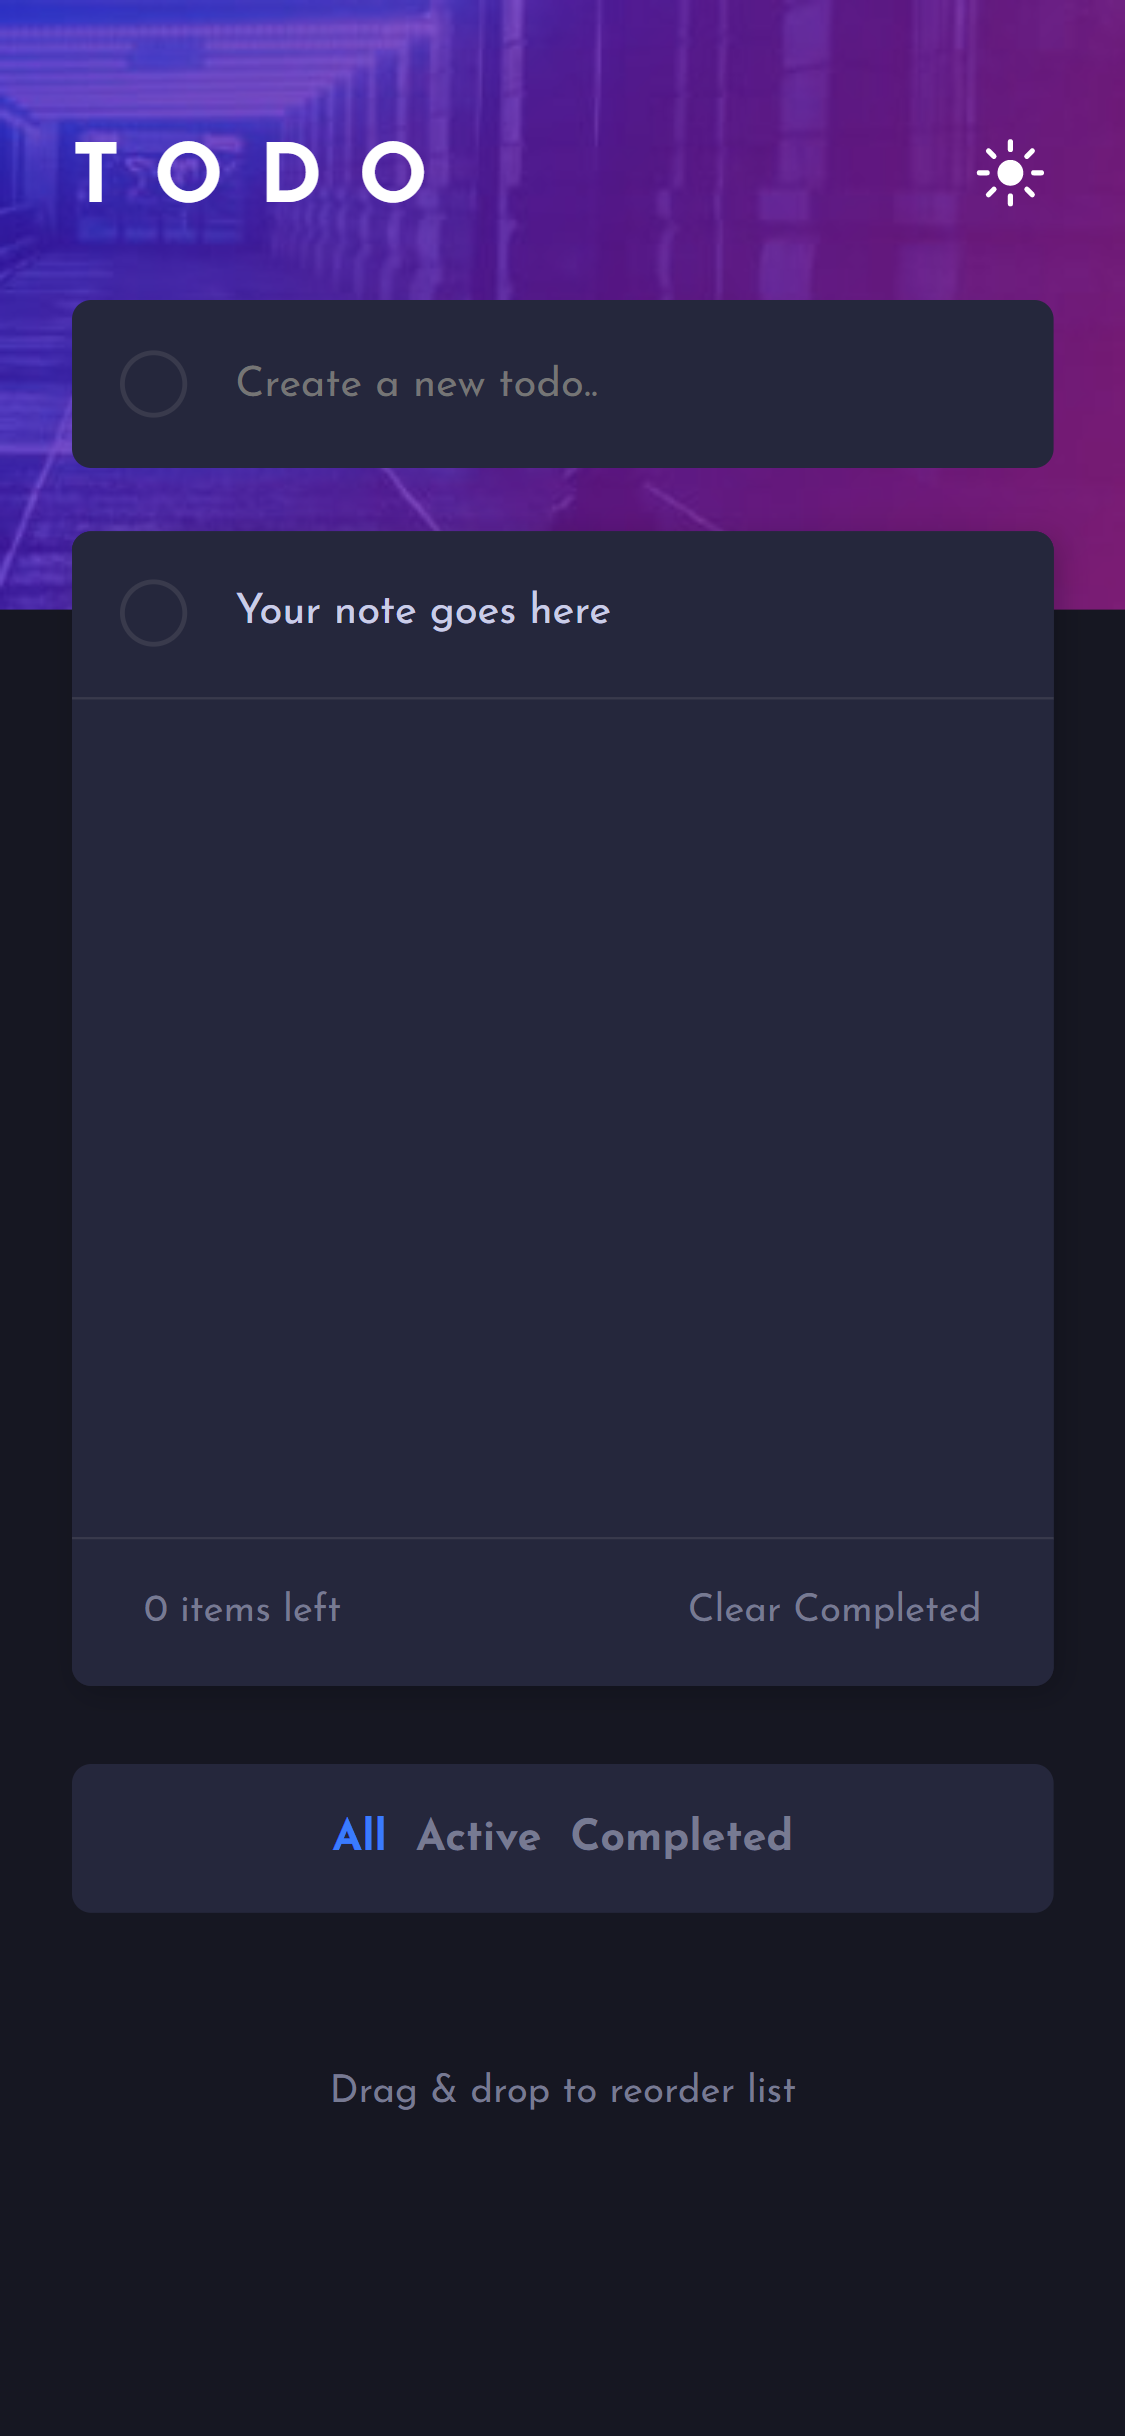 TODO
Create a new todo..
Your note goes here
0 items left Clear Completed
All Active Completed
Drag & drop to reorder list